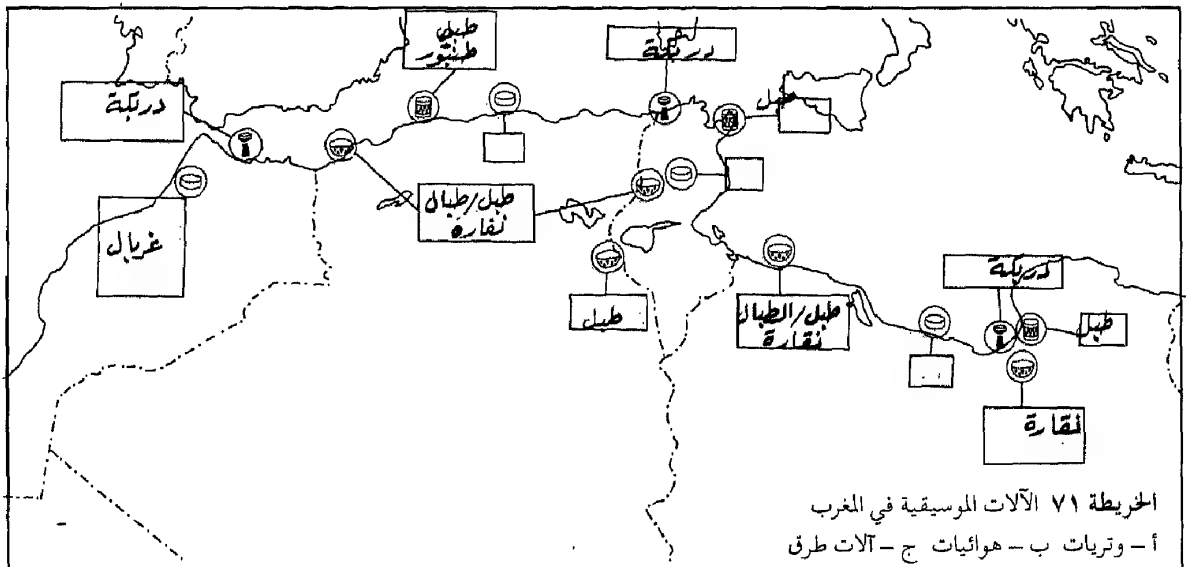 طبل
طنبور
دربكة
دربكة
طبل
طبل/طبال
نقارة
غربال
دربكة
طبل
طبل/الطبال
نقارة
طبل
نقارة
الخريطة ٧١ الآلات الموسيقية في المغرب
أ – وتريات ب – هوائيات ج – آلات طرق